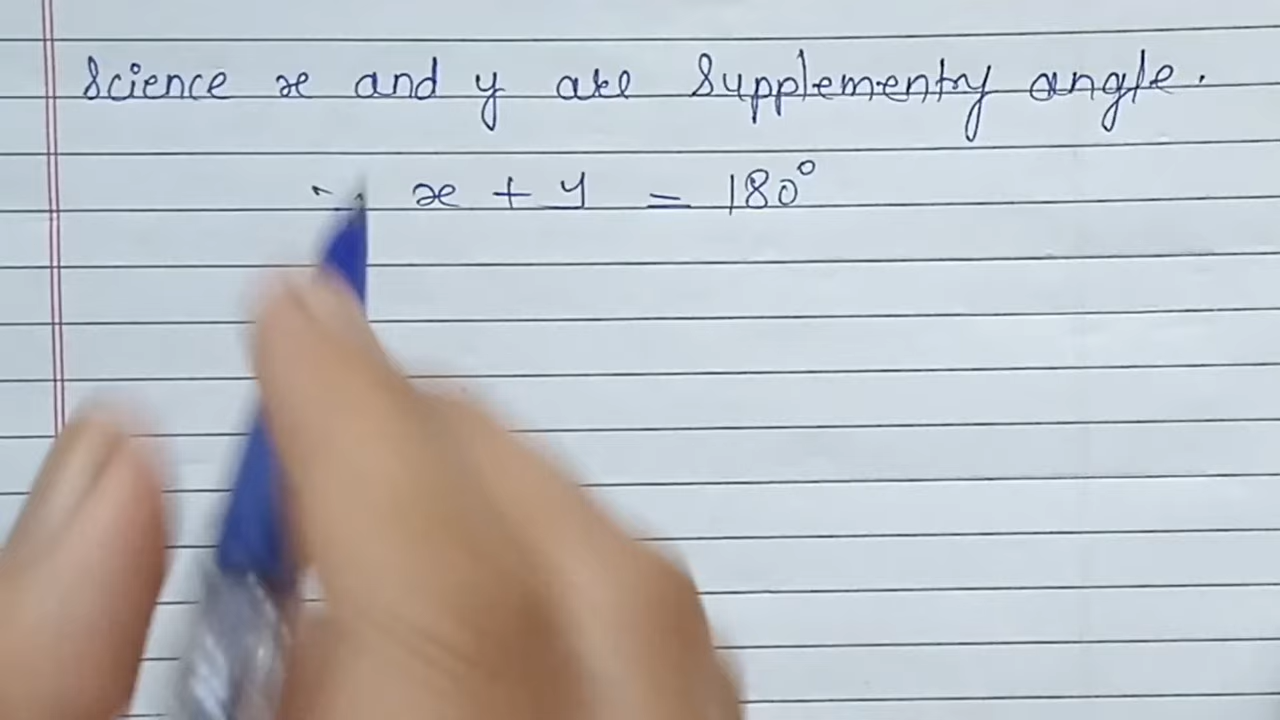 Science x and y are Supplementry angle.
∴ x + y = 180°